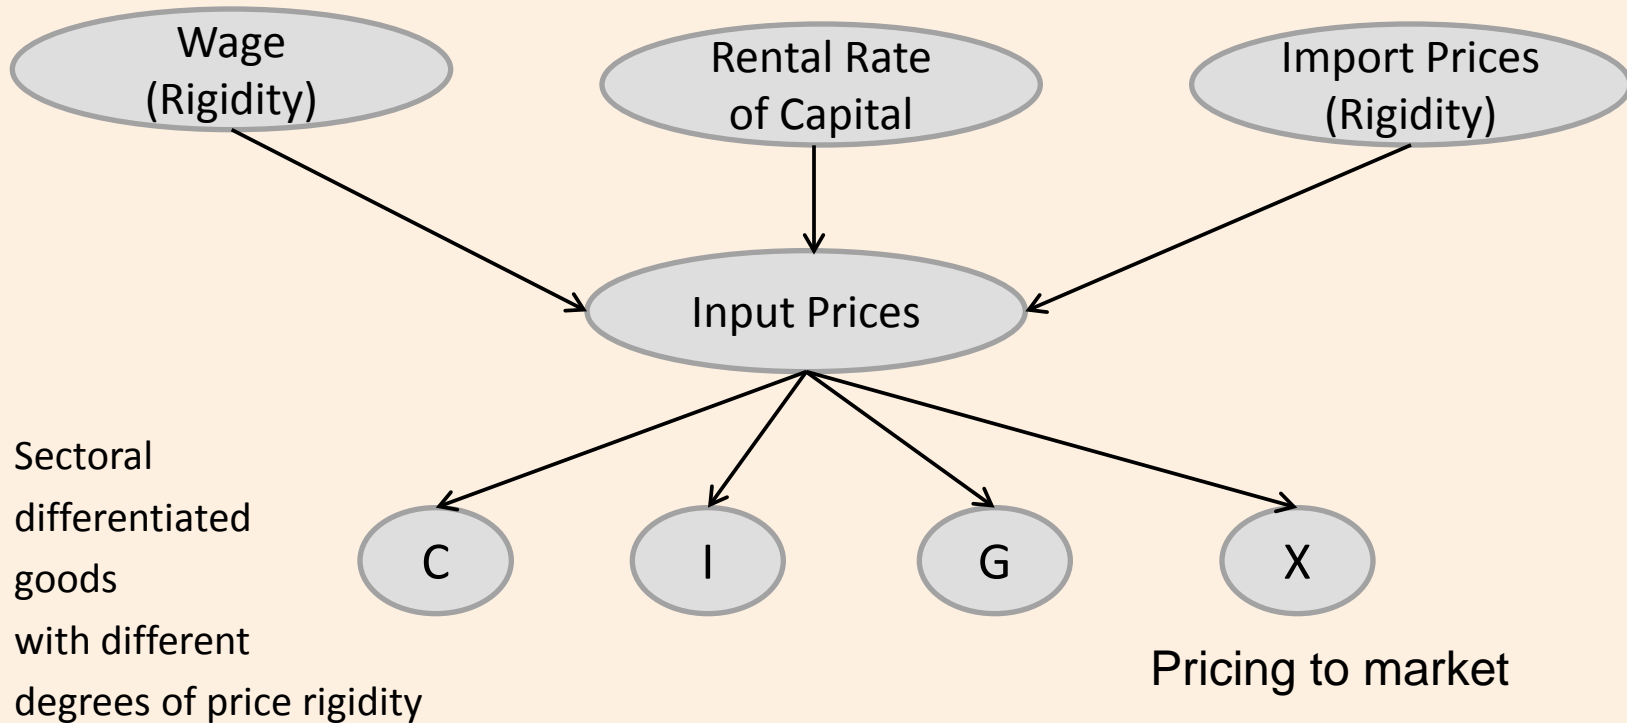 Wage
(Rigidity)
Rental Rate
of Capital
Import Prices
(Rigidity)
Input Prices
Sectoral
differentiated
goods
with different
degrees of price rigidity
C
I
G
X
Pricing to market